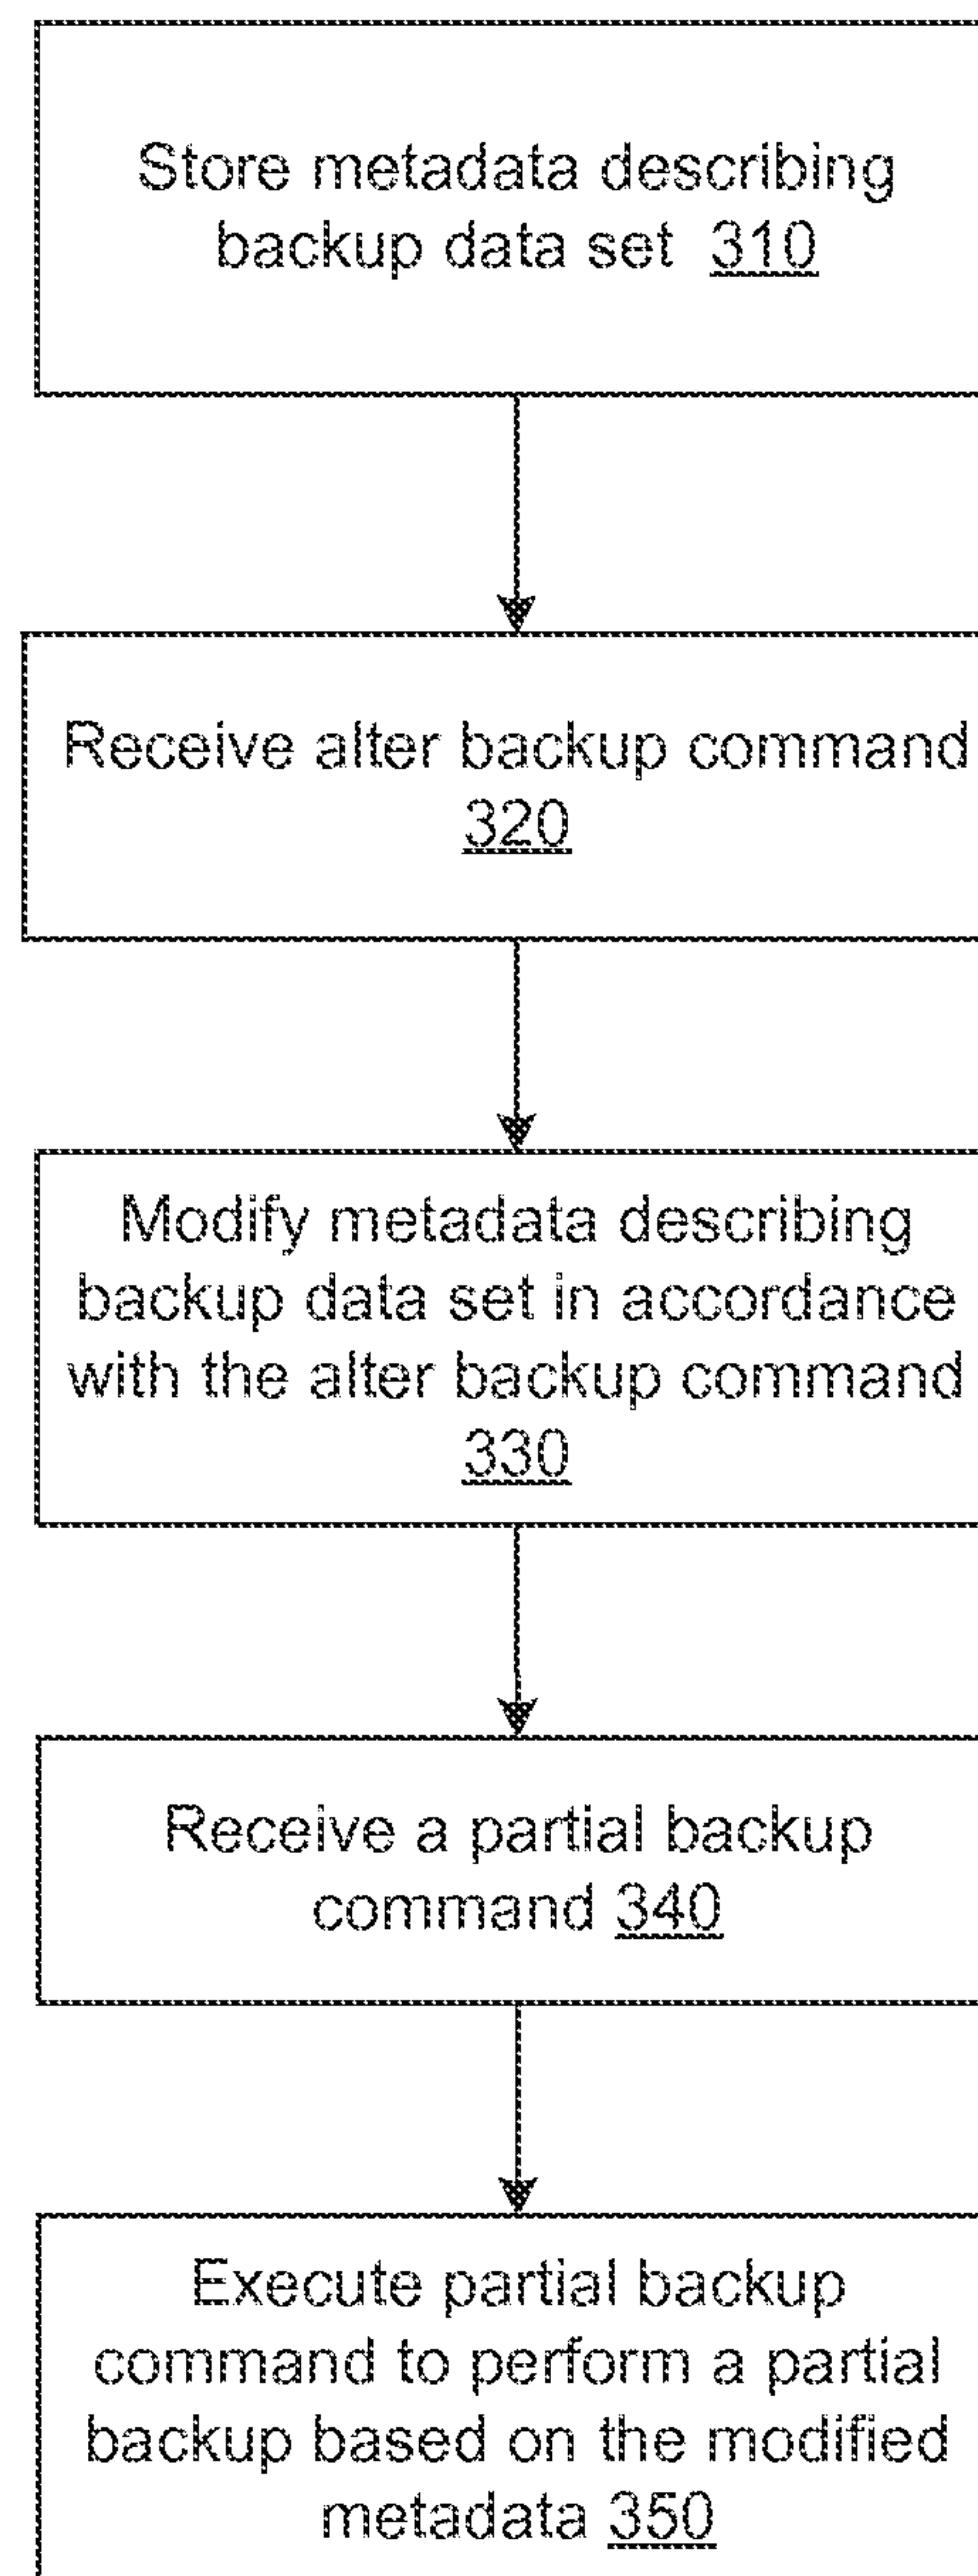 Store metadata describing
backup data set 310
Receive alter backup command
320
Modify metadata describing
backup data set in accordance
with the alter backup command
330
Receive a partial backup
command 340
Execute partial backup
command to perform a partial
backup based on the modified
metadata 350